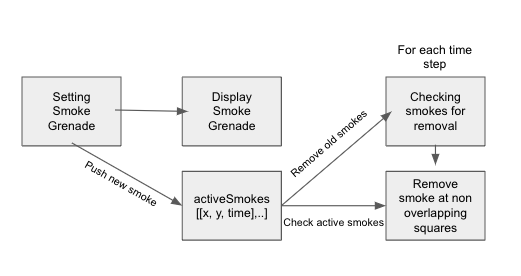 For each time
step
Setting
Smoke
Grenade
Display
Smoke
Grenade
Checking
smokes for
removal
Push new smoke
Remove old smokes
activeSmokes
[[x, y, time],..]
Check active smokes
Remove
smoke at non
overlapping
squares